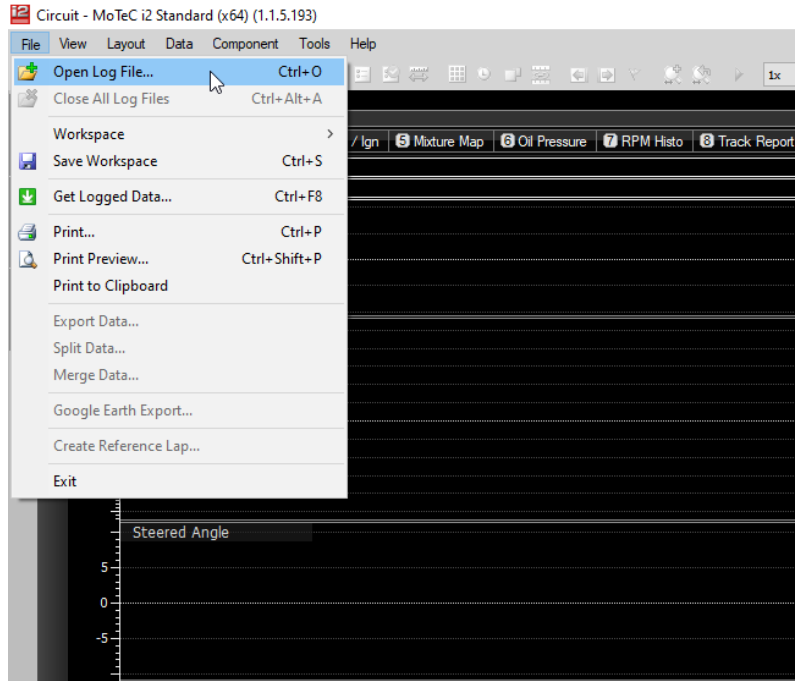 i2 Circuit - MoTeC i2 Standard (x64) (1.1.5.193)
File View Layout Data Component Tools Help
Open Log File... Ctrl+O
1x
Close All Log Files Ctrl+Alt+A
Workspace >
/ Ign 5 Mixture Map 6 Oil Pressure 7 RPM Histo 8 Track Report
Save Workspace Ctrl+S
Get Logged Data... Ctrl+F8
Print... Ctrl+P
Print Preview... Ctrl+Shift+P
Print to Clipboard
Export Data...
Split Data...
Merge Data...
Google Earth Export...
Create Reference Lap...
Exit
Steered Angle
5
0
-5